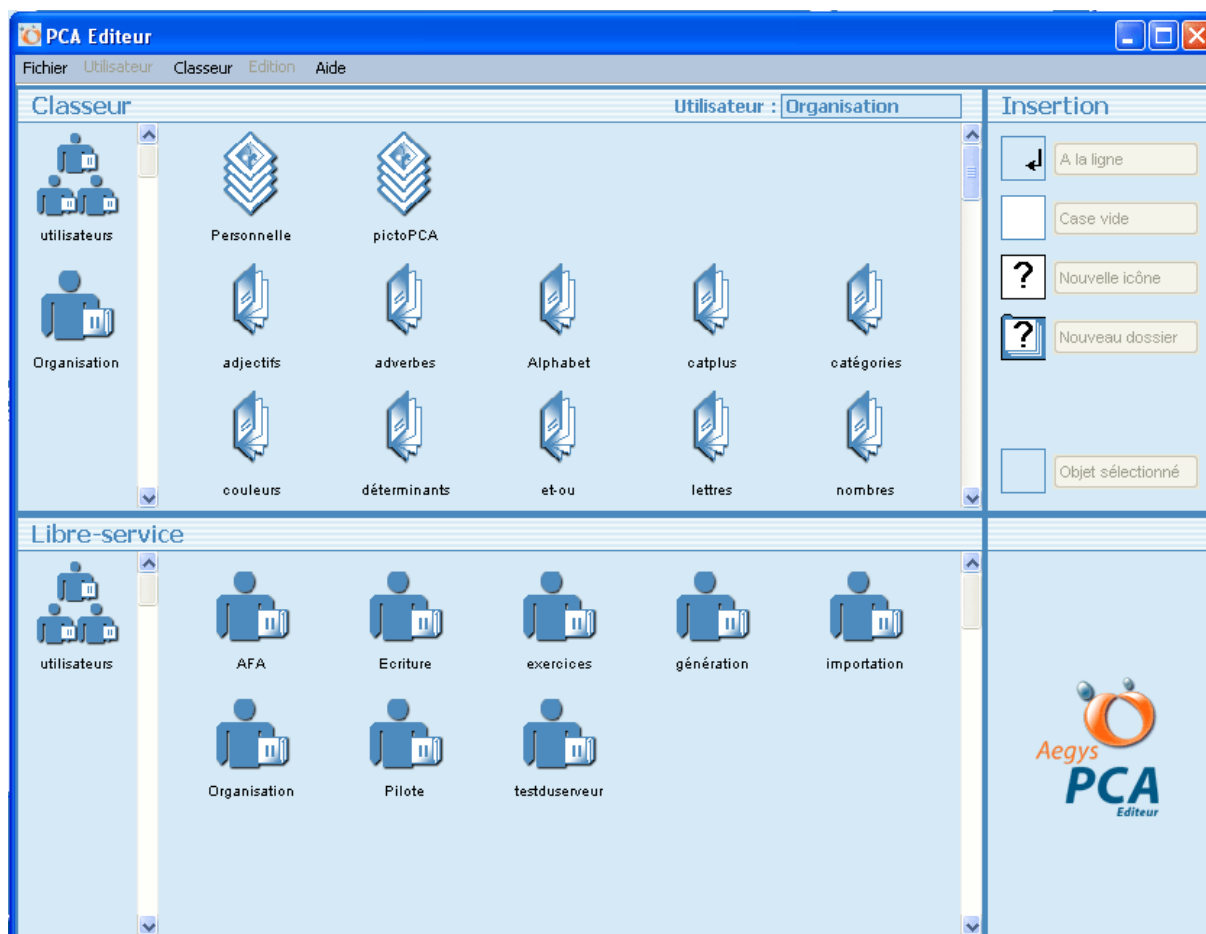 PCA Editeur
Fichier Utilisateur Classeur Edition Aide
Classeur
Utilisateur : Organisation
Insertion
utilisateurs
Personnelle
pictoPCA
A la ligne
Case vide
?
Nouvelle icône
Organisation
adjectifs
adverbes
Alphabet
catplus
catégories
?
Nouveau dossier
couleurs
déterminants
et-ou
lettres
nombres
Objet sélectionné
Libre-service
utilisateurs
AFA
Ecriture
exercices
génération
importation
Organisation
Pilote
testduserveur
Aegys
PCA
Editeur